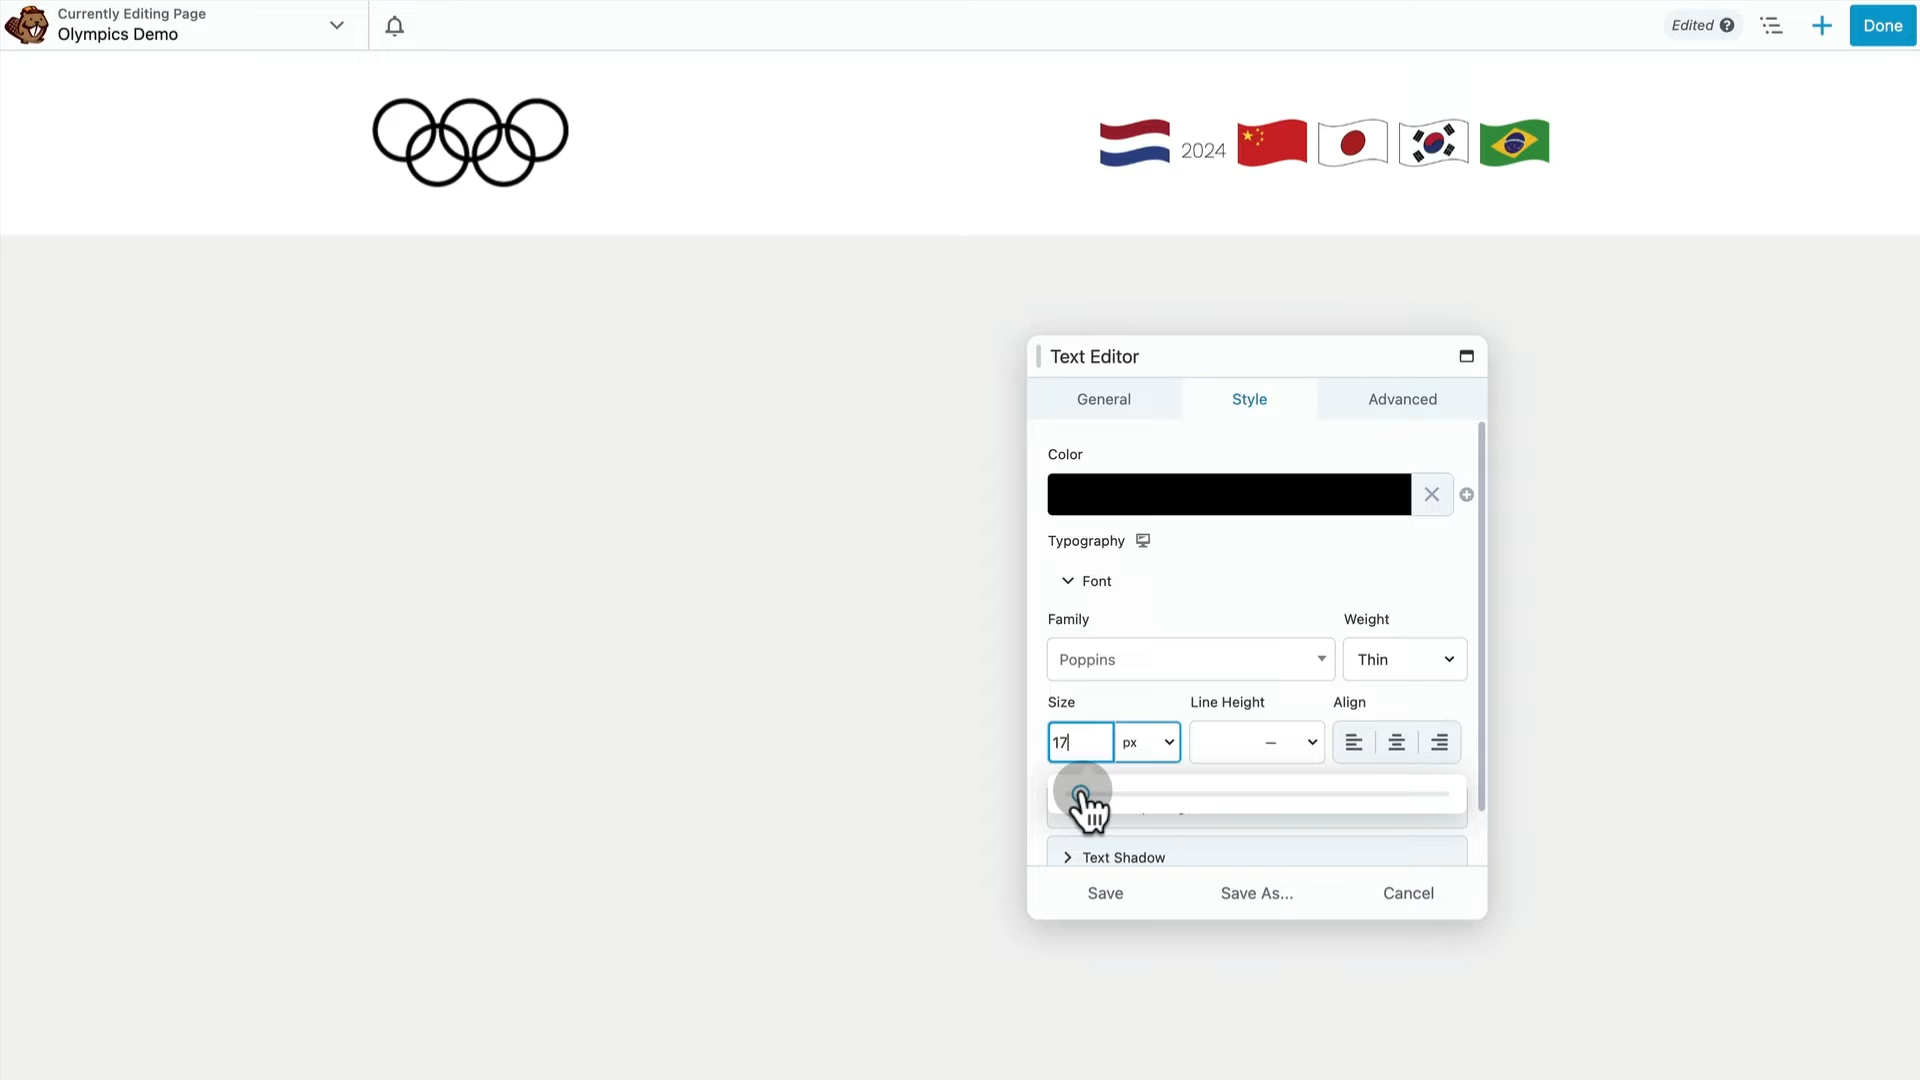 Currently Editing Page
Olympics Demo
Edited
Done
2024
Text Editor
General Style Advanced
Color
Typography
Font
Family Weight
Poppins Thin
Size Line Height Align
17 px –
Text Shadow
Save Save As... Cancel